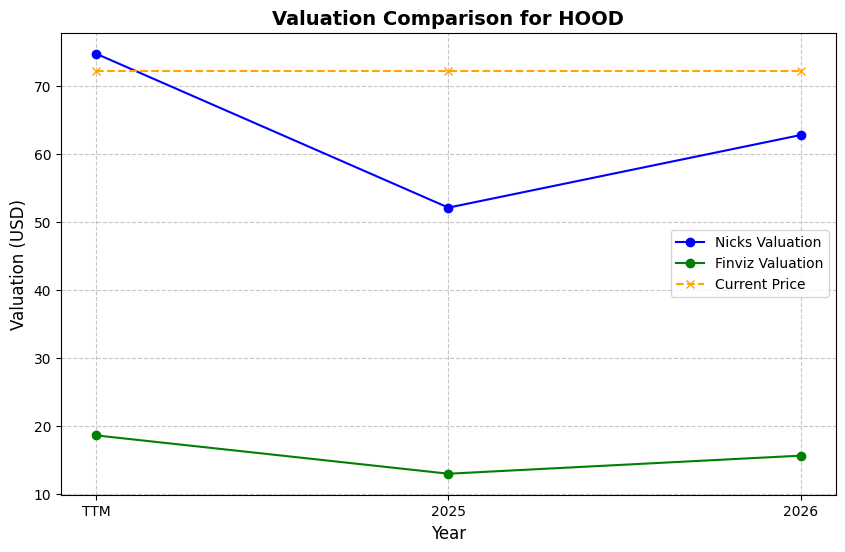 Valuation Comparison for HOOD
Valuation (USD)
70
60
50
40
30
20
10
Nicks Valuation
Finviz Valuation
Current Price
TTM
2025
2026
Year